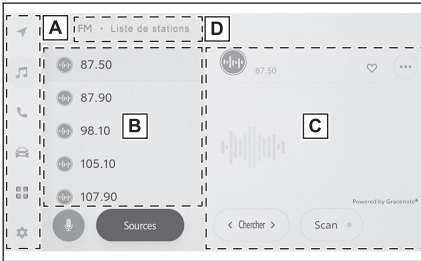 A
FM • Liste de stations
D
87.50
87.90
98.10
105.10
107.90
B
Sources
87.50
C
Powered by Gracenote®
< Chercher >
Scan